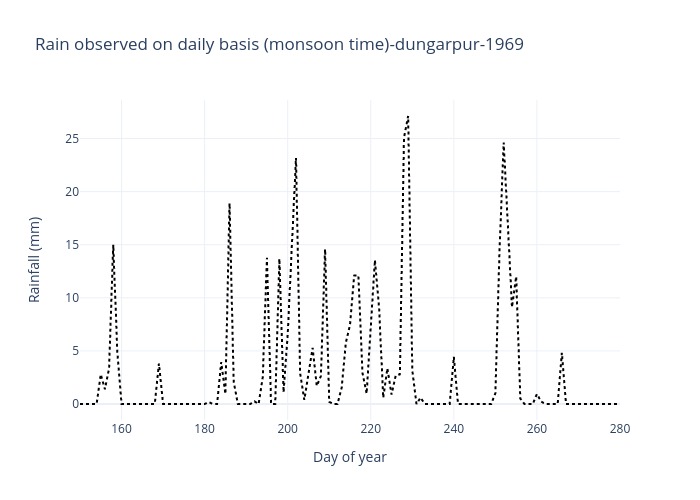 Rain observed on daily basis (monsoon time)-dungarpur-1969
25
20
15
10
5
0
Rainfall (mm)
160 180 200 220 240 260 280
Day of year